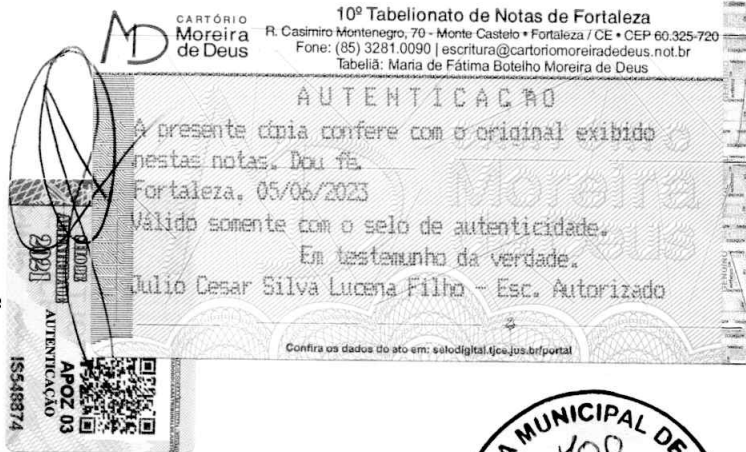 CARTÓRIO
Moreira
de Deus
10º Tabelionato de Notas de Fortaleza
R. Casimiro Montenegro, 70 - Monte Castelo • Fortaleza / CE • CEP 60.325-720
Fone: (85) 3281.0090 | escritura@cartoriomoreiradedeus.not.br
Tabeliã: Maria de Fátima Botelho Moreira de Deus
AUTENTICAÇÃO
A presente cópia confere com o original exibido
nestas notas. Dou fé.
Fortaleza, 05/06/2023
Válido somente com o selo de autenticidade.
Em testemunho da verdade.
Julio Cesar Silva Lucena Filho - Esc. Autorizado
Confira os dados do ato em: selodigital.tjce.jus.br/portal
2021
AUTENTICAÇÃO
APOZ 03
IS548874
MUNICIPAL DE